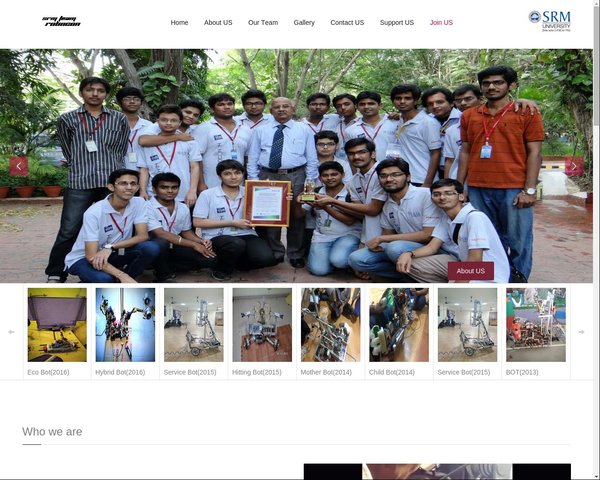 SRM TEAM
ROBOCON
Home About US Our Team Gallery Contact US Support US Join US
SRM
UNIVERSITY
About US
Eco Bot(2016) Hybrid Bot(2016) Service Bot(2015) Hitting Bot(2015) Mother Bot(2014) Child Bot(2014) Service Bot(2015) BOT(2013)
Who we are